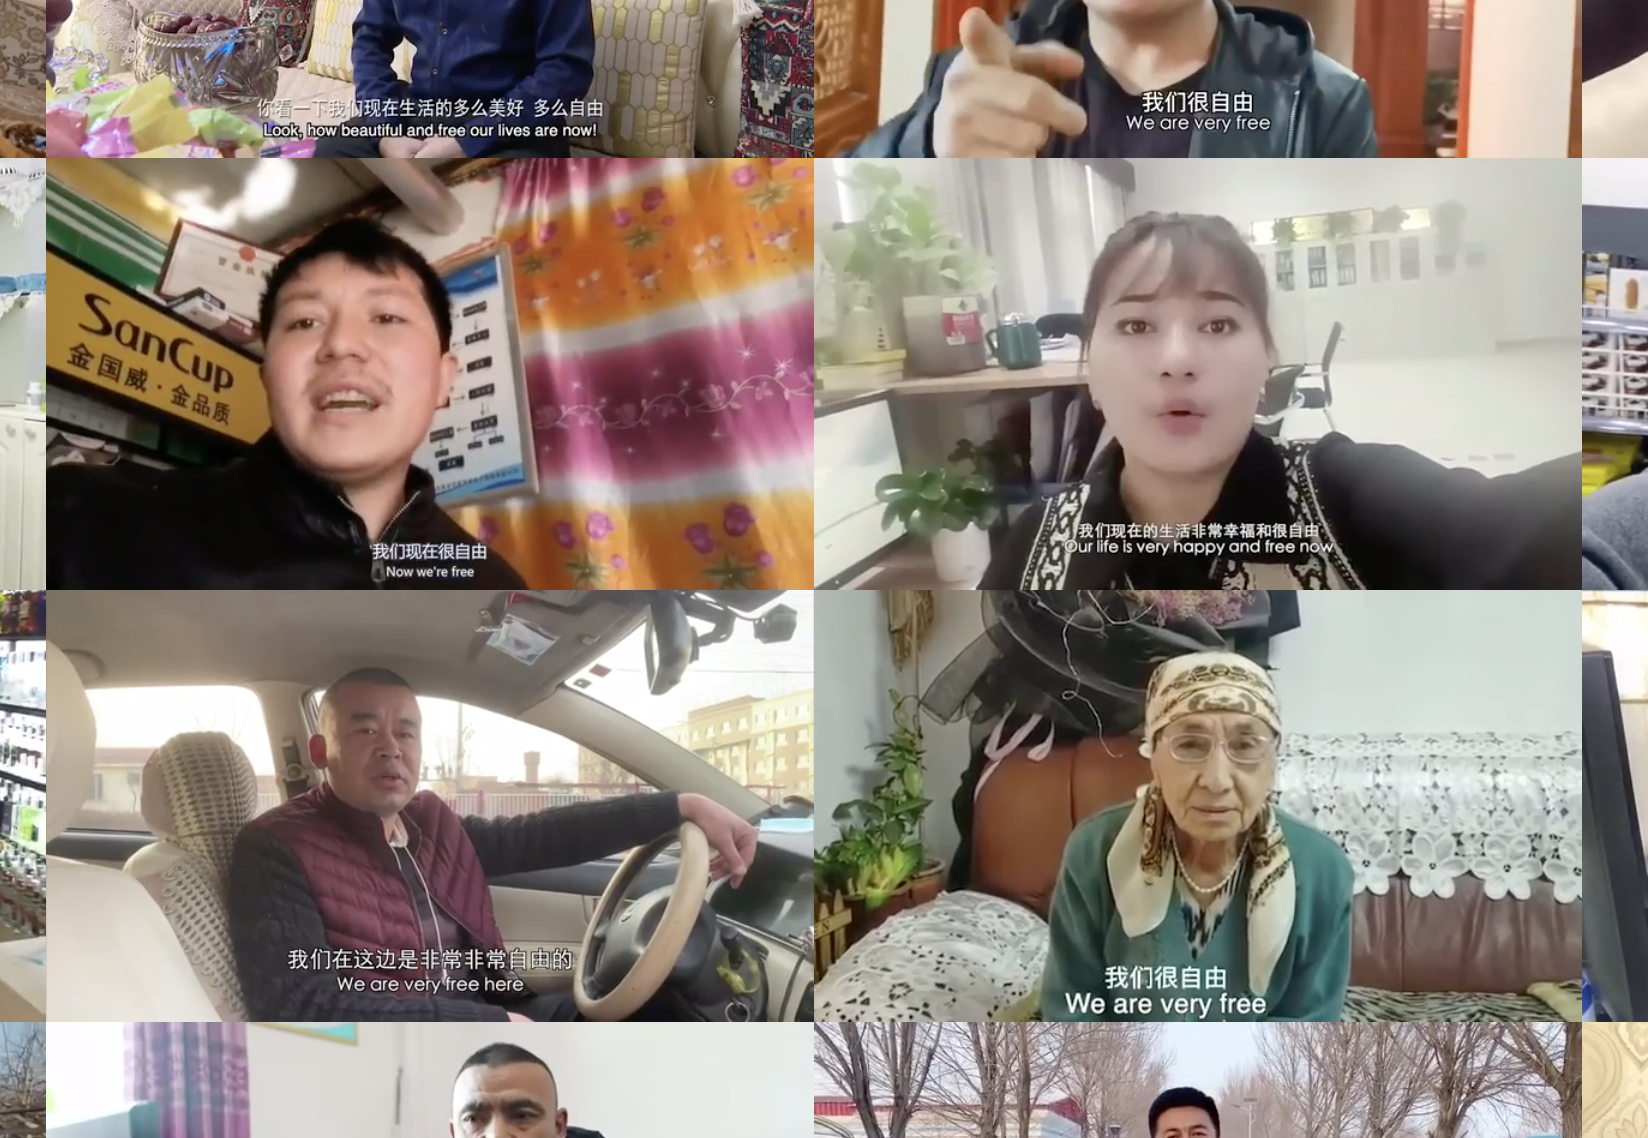 你看一下我们现在生活的多么美好 多么自由
Look, how beautiful and free our lives are now!
我们很自由
We are very free
SanCup
金国威·金品质
我们现在很自由
Now we're free
我们现在的生活非常幸福和很自由
Our life is very happy and free now
我们在这边是非常非常自由的
We are very free here
我们很自由
We are very free